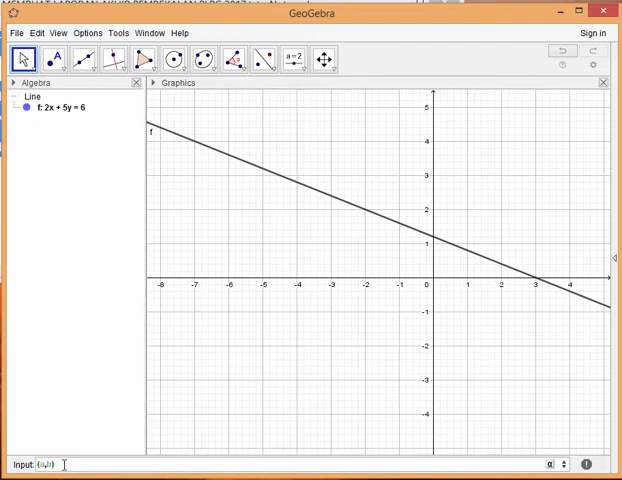 GeoGebra
File Edit View Options Tools Window Help Sign in
A a=2
Algebra Graphics
Line
f: 2x + 5y = 6
f
5
4
3
2
1
-8 -7 -6 -5 -4 -3 -2 -1 0 1 2 3 4
-1
-2
-3
-4
Input: (a,b) α